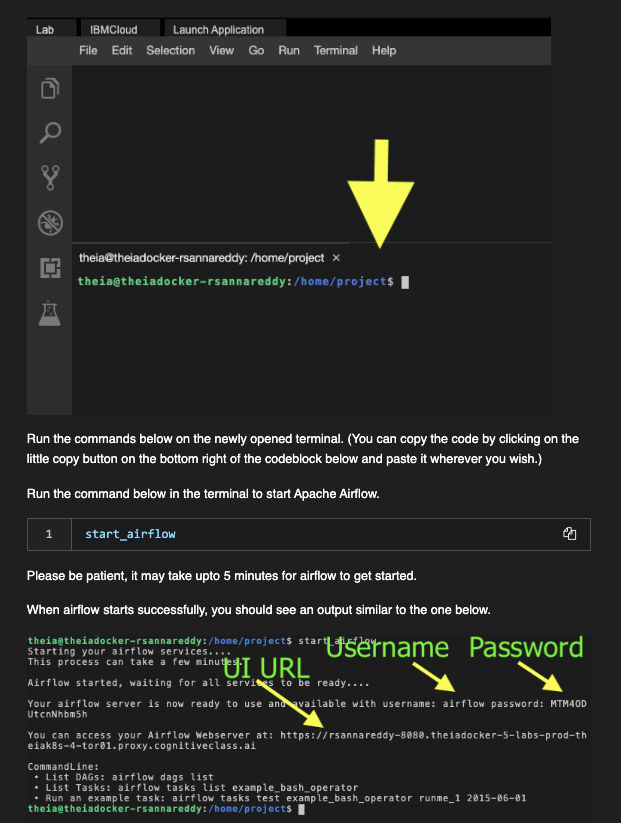 Lab IBMCloud Launch Application
File Edit Selection View Go Run Terminal Help
theia@theiadocker-rsannareddy: /home/project ×
theia@theiadocker-rsannareddy:/home/project$
Run the commands below on the newly opened terminal. (You can copy the code by clicking on the
little copy button on the bottom right of the codeblock below and paste it wherever you wish.)
Run the command below in the terminal to start Apache Airflow.
1 start_airflow
Please be patient, it may take upto 5 minutes for airflow to get started.
When airflow starts successfully, you should see an output similar to the one below.
theia@theiadocker-rsannareddy:/home/project$ start_airflow
Username Password
Starting your airflow services....
This process can take a few minutes.
UI URL
Airflow started, waiting for all services to be ready....
Your airflow server is now ready to use and available with username: airflow password: MTM4OD
UtcnNhbm5h
You can access your Airflow Webserver at: https://rsannareddy-8080.theiadocker-5-labs-prod-th
eiak8s-4-tor01.proxy.cognitiveclass.ai
CommandLine:
• List DAGs: airflow dags list
• List Tasks: airflow tasks list example_bash_operator
• Run an example task: airflow tasks test example_bash_operator runme_1 2015-06-01
theia@theiadocker-rsannareddy:/home/project$